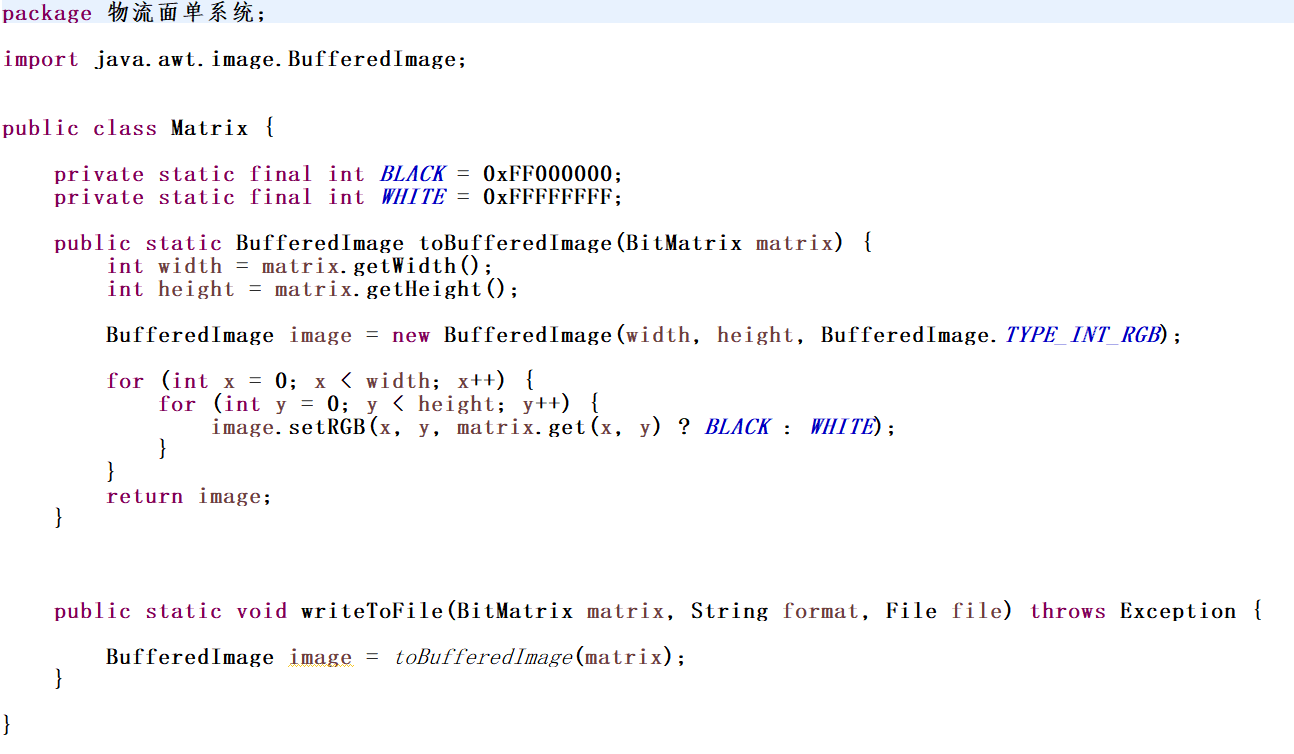 package 物流面单系统;
import java.awt.image.BufferedImage;
public class Matrix {
private static final int BLACK = 0xFF000000;
private static final int WHITE = 0xFFFFFFFF;
public static BufferedImage toBufferedImage(BitMatrix matrix) {
int width = matrix.getWidth();
int height = matrix.getHeight();
BufferedImage image = new BufferedImage(width, height, BufferedImage.TYPE_INT_RGB);
for (int x = 0; x < width; x++) {
for (int y = 0; y < height; y++) {
image.setRGB(x, y, matrix.get(x, y) ? BLACK : WHITE);
}
}
return image;
}
public static void writeToFile(BitMatrix matrix, String format, File file) throws Exception {
BufferedImage image = toBufferedImage(matrix);
}
}